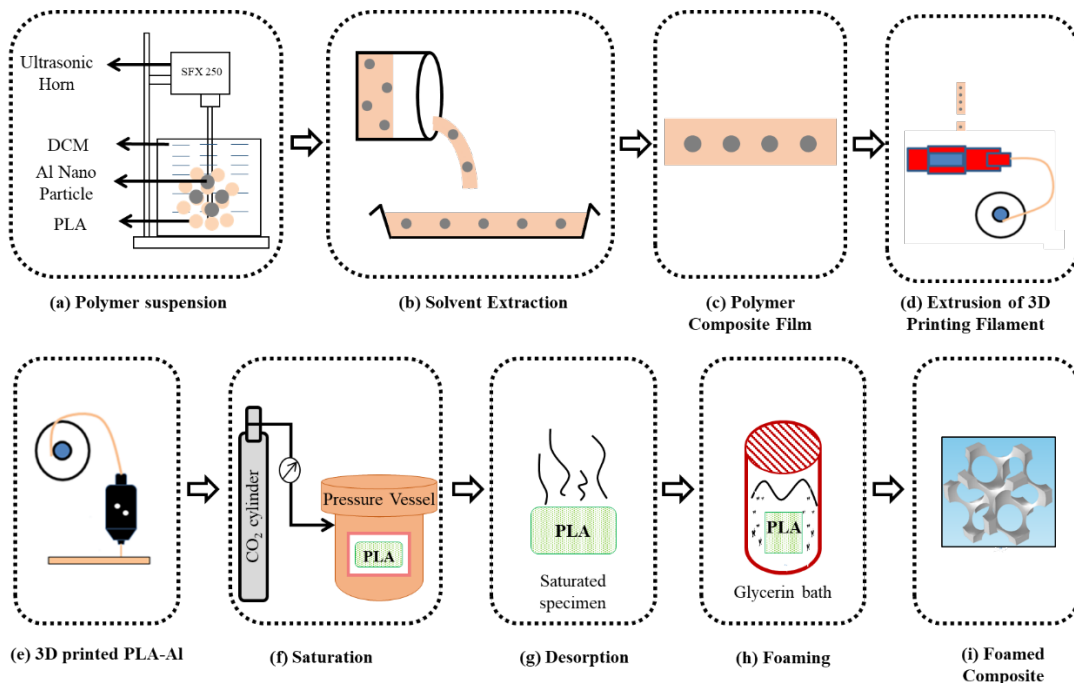 Ultrasonic
Horn
SFX 250
DCM
Al Nano
Particle
PLA
(a) Polymer suspension
(b) Solvent Extraction
(c) Polymer
Composite Film
(d) Extrusion of 3D
Printing Filament
CO2 cylinder
Pressure Vessel
PLA
PLA
Saturated
specimen
PLA
Glycerin bath
(e) 3D printed PLA-Al
(f) Saturation
(g) Desorption
(h) Foaming
(i) Foamed
Composite